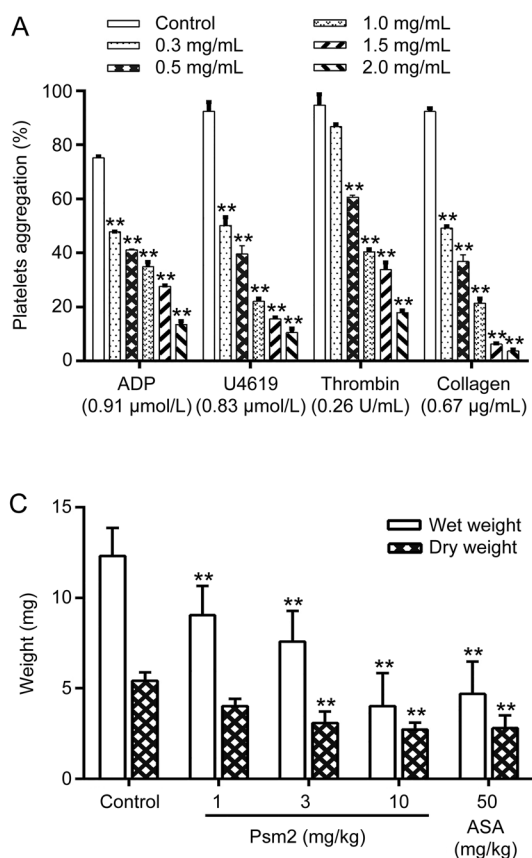 A
Control
0.3 mg/mL
0.5 mg/mL
1.0 mg/mL
1.5 mg/mL
2.0 mg/mL
Platelets aggregation (%)
100
80
60
40
20
0
** ** ** ** **
** ** ** ** **
** ** ** **
** ** ** ** **
ADP U4619 Thrombin Collagen
(0.91 μmol/L) (0.83 μmol/L) (0.26 U/mL) (0.67 μg/mL)
C
Wet weight
Dry weight
Weight (mg)
15
10
5
0
** ** ** ** ** ** **
Control 1 3 10 50
Psm2 (mg/kg) ASA
(mg/kg)